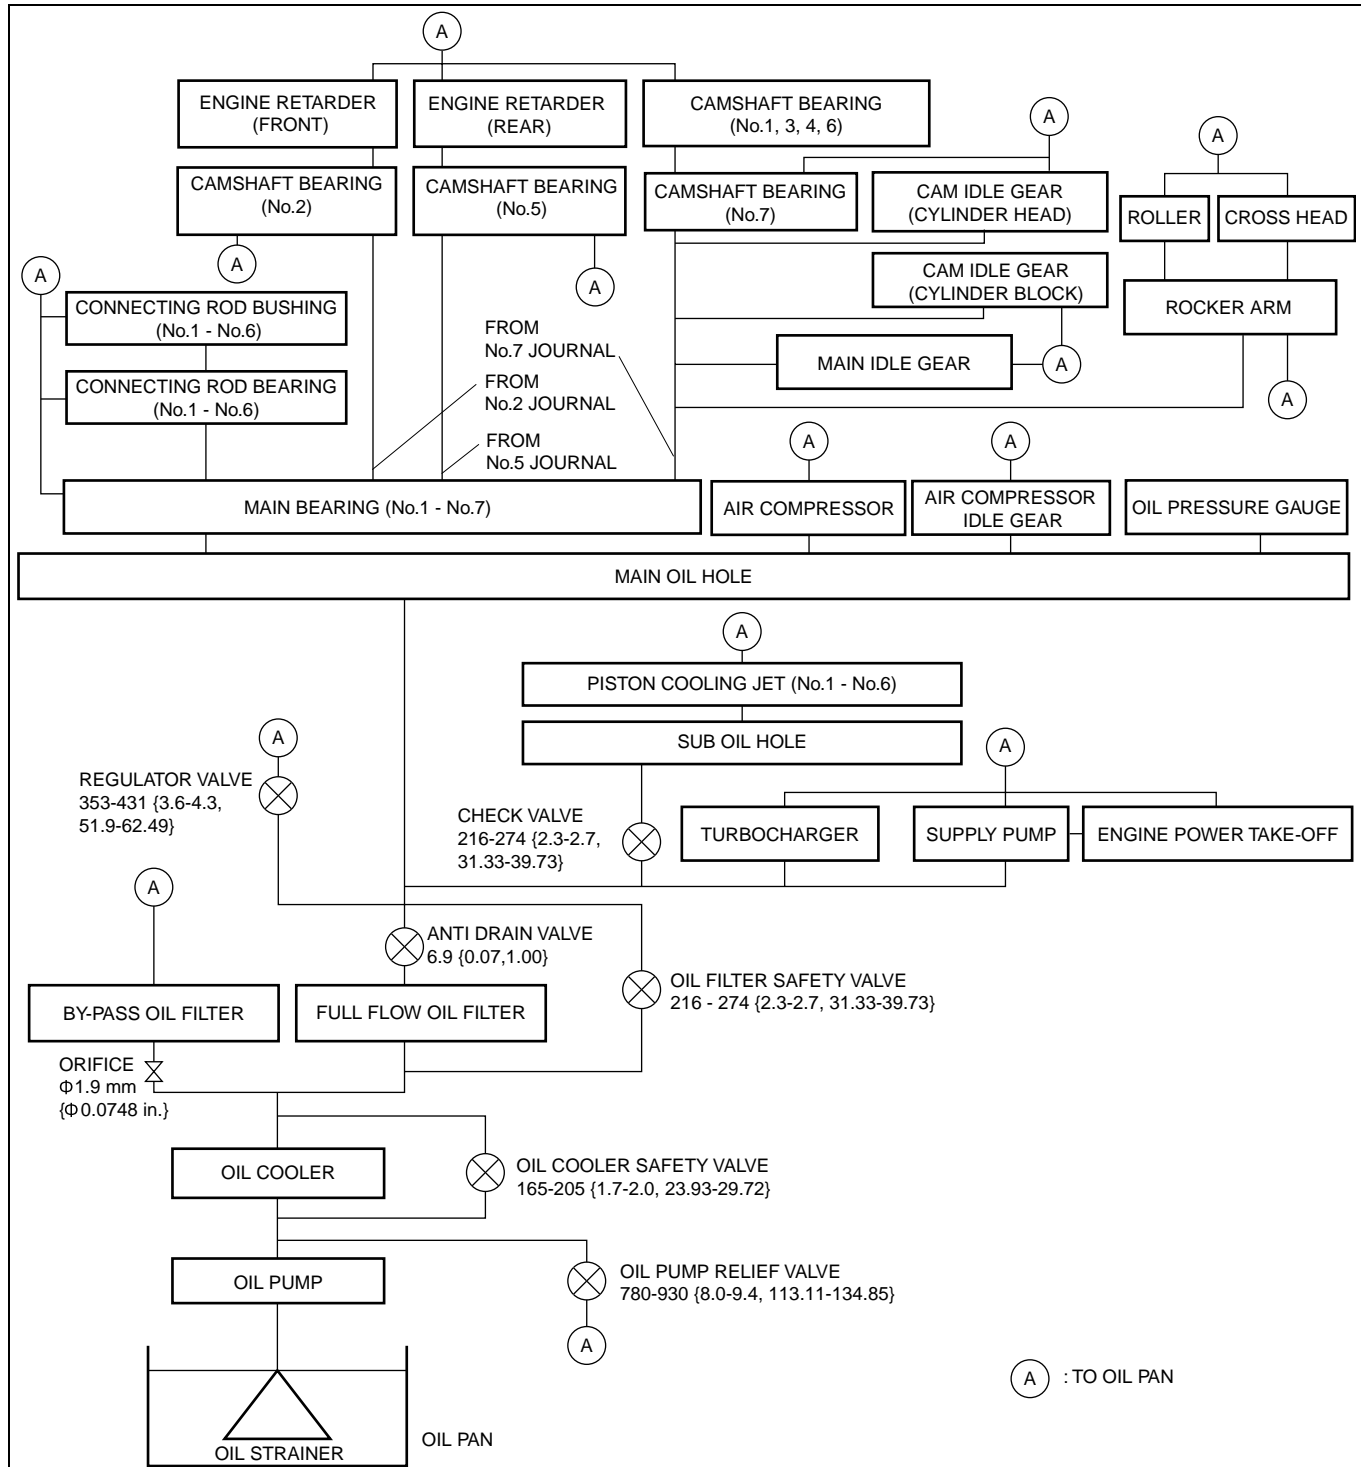 A
ENGINE RETARDER
(FRONT)
ENGINE RETARDER
(REAR)
CAMSHAFT BEARING
(No.1, 3, 4, 6)
A
A
CAMSHAFT BEARING
(No.2)
CAMSHAFT BEARING
(No.5)
CAMSHAFT BEARING
(No.7)
CAM IDLE GEAR
(CYLINDER HEAD)
ROLLER
CROSS HEAD
A
A
A
CAM IDLE GEAR
(CYLINDER BLOCK)
ROCKER ARM
CONNECTING ROD BUSHING
(No.1 - No.6)
FROM
No.7 JOURNAL
MAIN IDLE GEAR
A
CONNECTING ROD BEARING
(No.1 - No.6)
FROM
No.2 JOURNAL
A
FROM
No.5 JOURNAL
A
A
MAIN BEARING (No.1 - No.7)
AIR COMPRESSOR
AIR COMPRESSOR
IDLE GEAR
OIL PRESSURE GAUGE
MAIN OIL HOLE
A
PISTON COOLING JET (No.1 - No.6)
A
SUB OIL HOLE
A
REGULATOR VALVE
353-431 {3.6-4.3,
51.9-62.49}
CHECK VALVE
216-274 {2.3-2.7,
31.33-39.73}
TURBOCHARGER
SUPPLY PUMP
ENGINE POWER TAKE-OFF
A
ANTI DRAIN VALVE
6.9 {0.07,1.00}
OIL FILTER SAFETY VALVE
216 - 274 {2.3-2.7, 31.33-39.73}
BY-PASS OIL FILTER
FULL FLOW OIL FILTER
ORIFICE
Φ1.9 mm
{Φ0.0748 in.}
OIL COOLER
OIL COOLER SAFETY VALVE
165-205 {1.7-2.0, 23.93-29.72}
OIL PUMP
OIL PUMP RELIEF VALVE
780-930 {8.0-9.4, 113.11-134.85}
A
A : TO OIL PAN
OIL STRAINER
OIL PAN